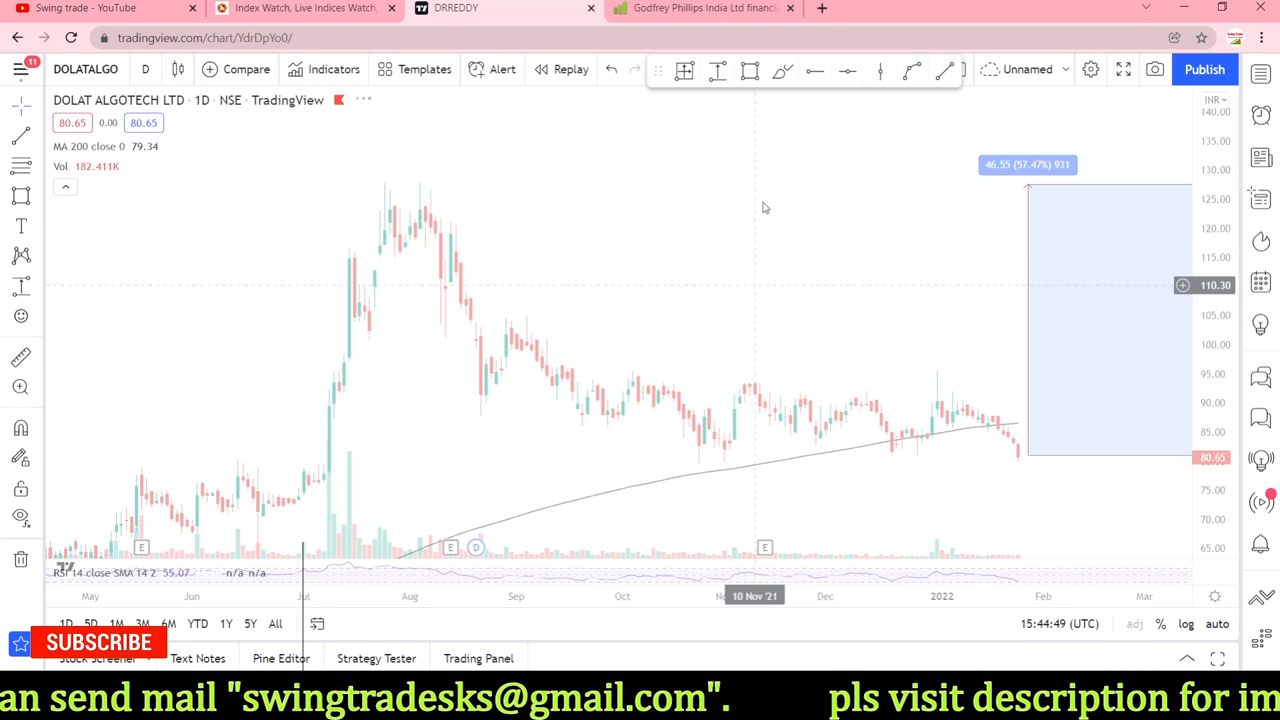 Swing trade - YouTube
Index Watch, Live Indices Watch,
DRREDDY
Godfrey Phillips India Ltd financi
tradingview.com/chart/YdrDpYo0/
11
DOLATALGO
D
Compare
Indicators
Templates
Alert
Replay
Unnamed
Publish
DOLAT ALGOTECH LTD · 1D · NSE · TradingView
80.65
0.00
80.65
MA 200 close 0 79.34
Vol 182.411K
INR
140.00
135.00
130.00
125.00
120.00
115.00
110.30
105.00
100.00
95.00
90.00
85.00
80.65
75.00
70.00
65.00
46.55 (57.47%) 931
E
E
D
E
RSI 14 close SMA 14 2 55.07 n/a n/a
May
Jun
Aug
Sep
Oct
10 Nov '21
Dec
2022
Feb
Mar
1D
5D
1M
3M
6M
YTD
1Y
5Y
All
15:44:49 (UTC)
adj
%
log
auto
SUBSCRIBE
Stock Screener
Text Notes
Pine Editor
Strategy Tester
Trading Panel
an send mail "swingtradesks@gmail.com".
pls visit description for im